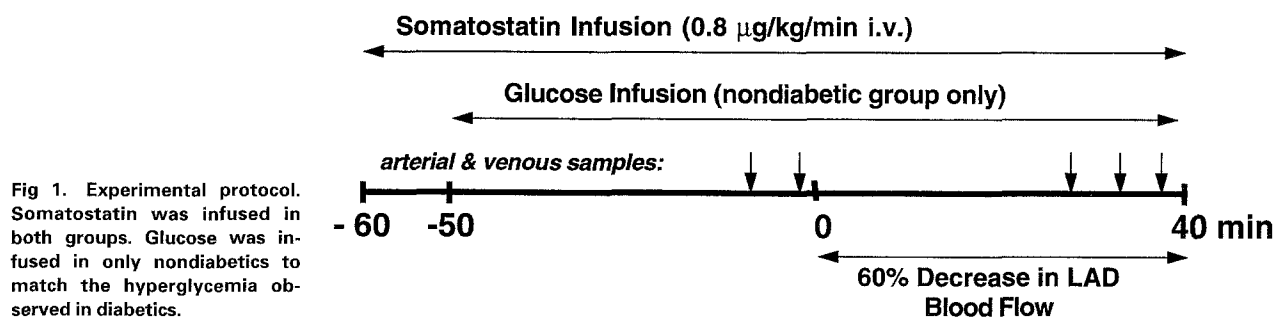 Somatostatin Infusion (0.8 μg/kg/min i.v.)
Glucose Infusion (nondiabetic group only)
arterial & venous samples:
- 60 -50 0 40 min
60% Decrease in LAD
Blood Flow
Fig 1. Experimental protocol.
Somatostatin was infused in
both groups. Glucose was in-
fused in only nondiabetics to
match the hyperglycemia ob-
served in diabetics.